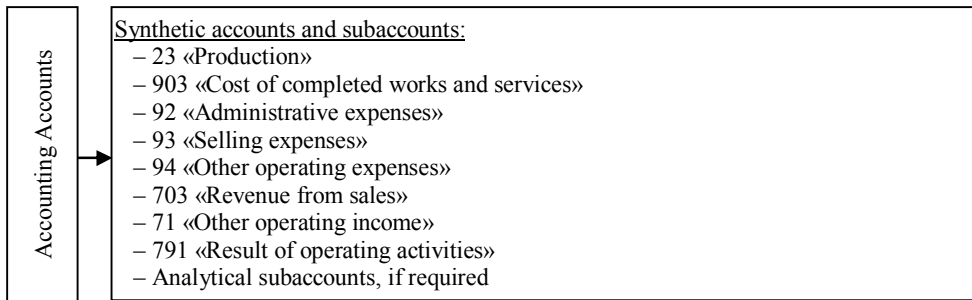 Accounting Accounts
Synthetic accounts and subaccounts:
– 23 «Production»
– 903 «Cost of completed works and services»
– 92 «Administrative expenses»
– 93 «Selling expenses»
– 94 «Other operating expenses»
– 703 «Revenue from sales»
– 71 «Other operating income»
– 791 «Result of operating activities»
– Analytical subaccounts, if required